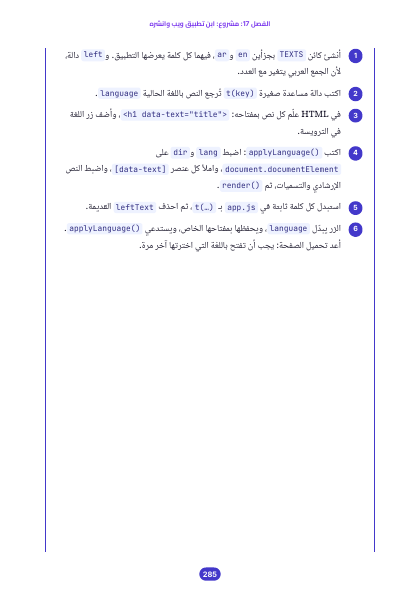 الفصل 17: مشروع: ابن تطبيق ويب وانشره
1 أنشئ كائن TEXTS بجزأين en و ar ، فيهما كل كلمة يعرضها التطبيق. و left دالة،
لأن الجمع العربي يتغير مع العدد.
2 اكتب دالة مساعدة صغيرة t(key) تُرجع النص باللغة الحالية language .
3 في HTML علّم كل نص بمفتاحه: <h1 data-text="title"> ، وأضف زر اللغة
في الترويسة.
4 اكتب applyLanguage() : اضبط lang و dir على
document.documentElement ، واملأ كل عنصر [data-text] ، واضبط النص
الإرشادي والتسميات، ثم render() .
5 استبدل كل كلمة ثابتة في app.js بـ t(…) ، ثم احذف leftText القديمة.
6 الزر يبدّل language ، ويحفظها بمفتاحها الخاص، ويستدعي applyLanguage() .
أعد تحميل الصفحة: يجب أن تفتح باللغة التي اخترتها آخر مرة.
285